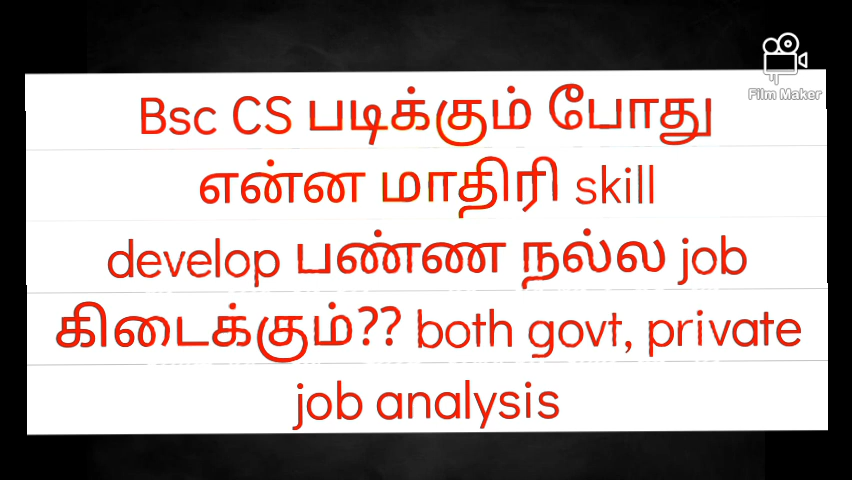 Film Maker
Bsc CS படிக்கும் போது
என்ன மாதிரி skill
develop பண்ண நல்ல job
கிடைக்கும்?? both govt, private
job analysis